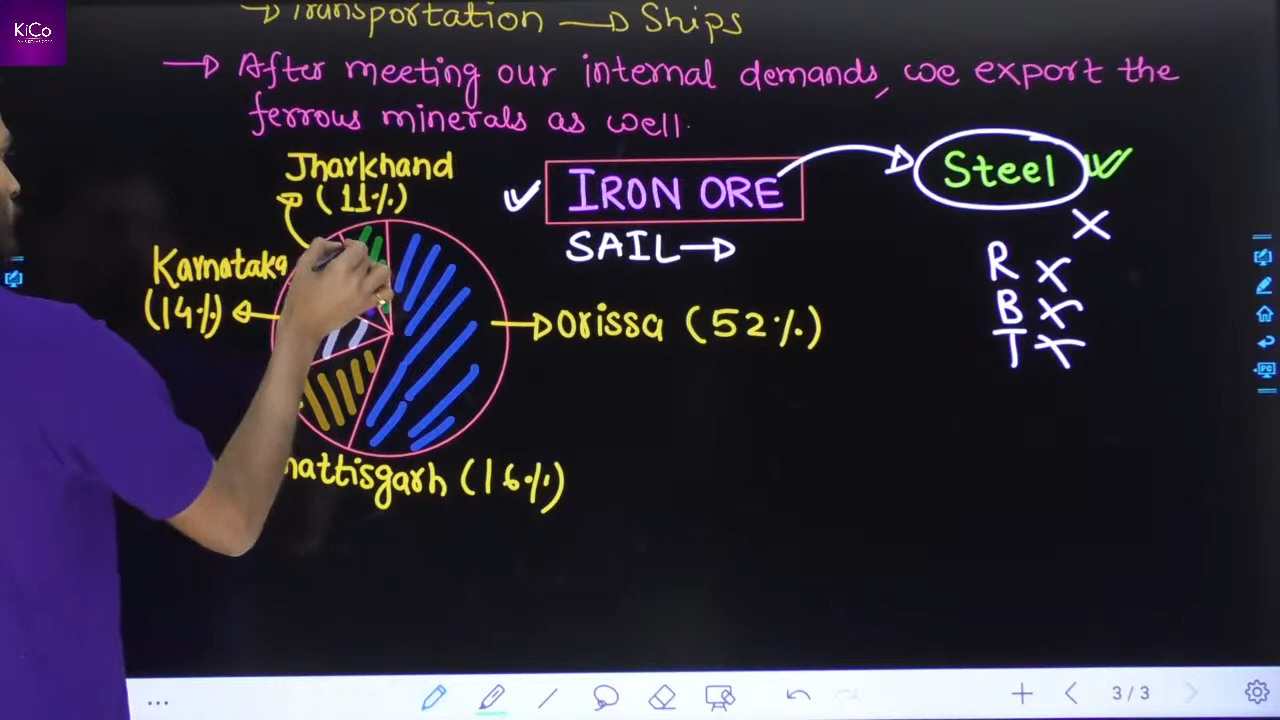 KiCo
→ Transportation → Ships
→ After meeting our internal demands, we export the
ferrous minerals as well.
Jharkhand
(11%)
IRON ORE
Steel
SAIL →
Karnataka
(14%)
Orissa (52%)
R X
B X
T X
hattisgarh (16%)
3/3